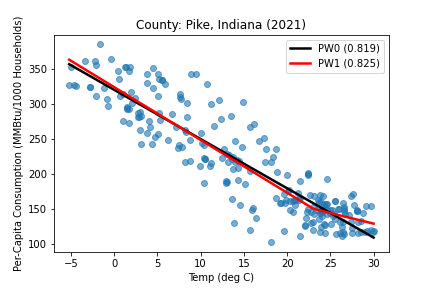 County: Pike, Indiana (2021)
PW0 (0.819)
PW1 (0.825)
Per-Capita Consumption (MMBtu/1000 Households)
350
300
250
200
150
100
−5
0
5
10
15
20
25
30
Temp (deg C)